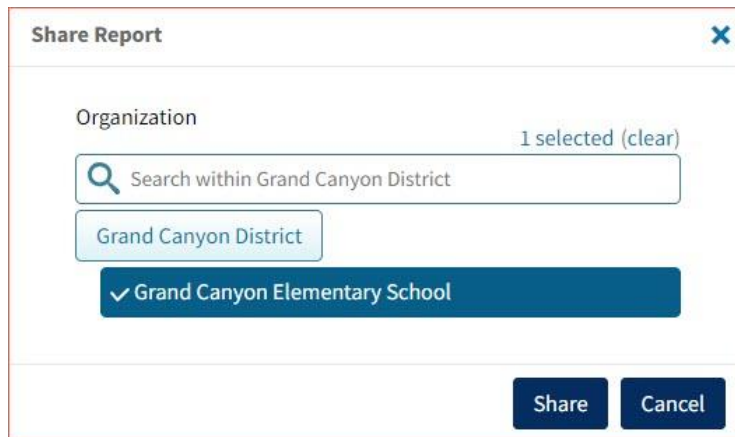 Share Report
Organization
1 selected (clear)
Search within Grand Canyon District
Grand Canyon District
Grand Canyon Elementary School
Share Cancel